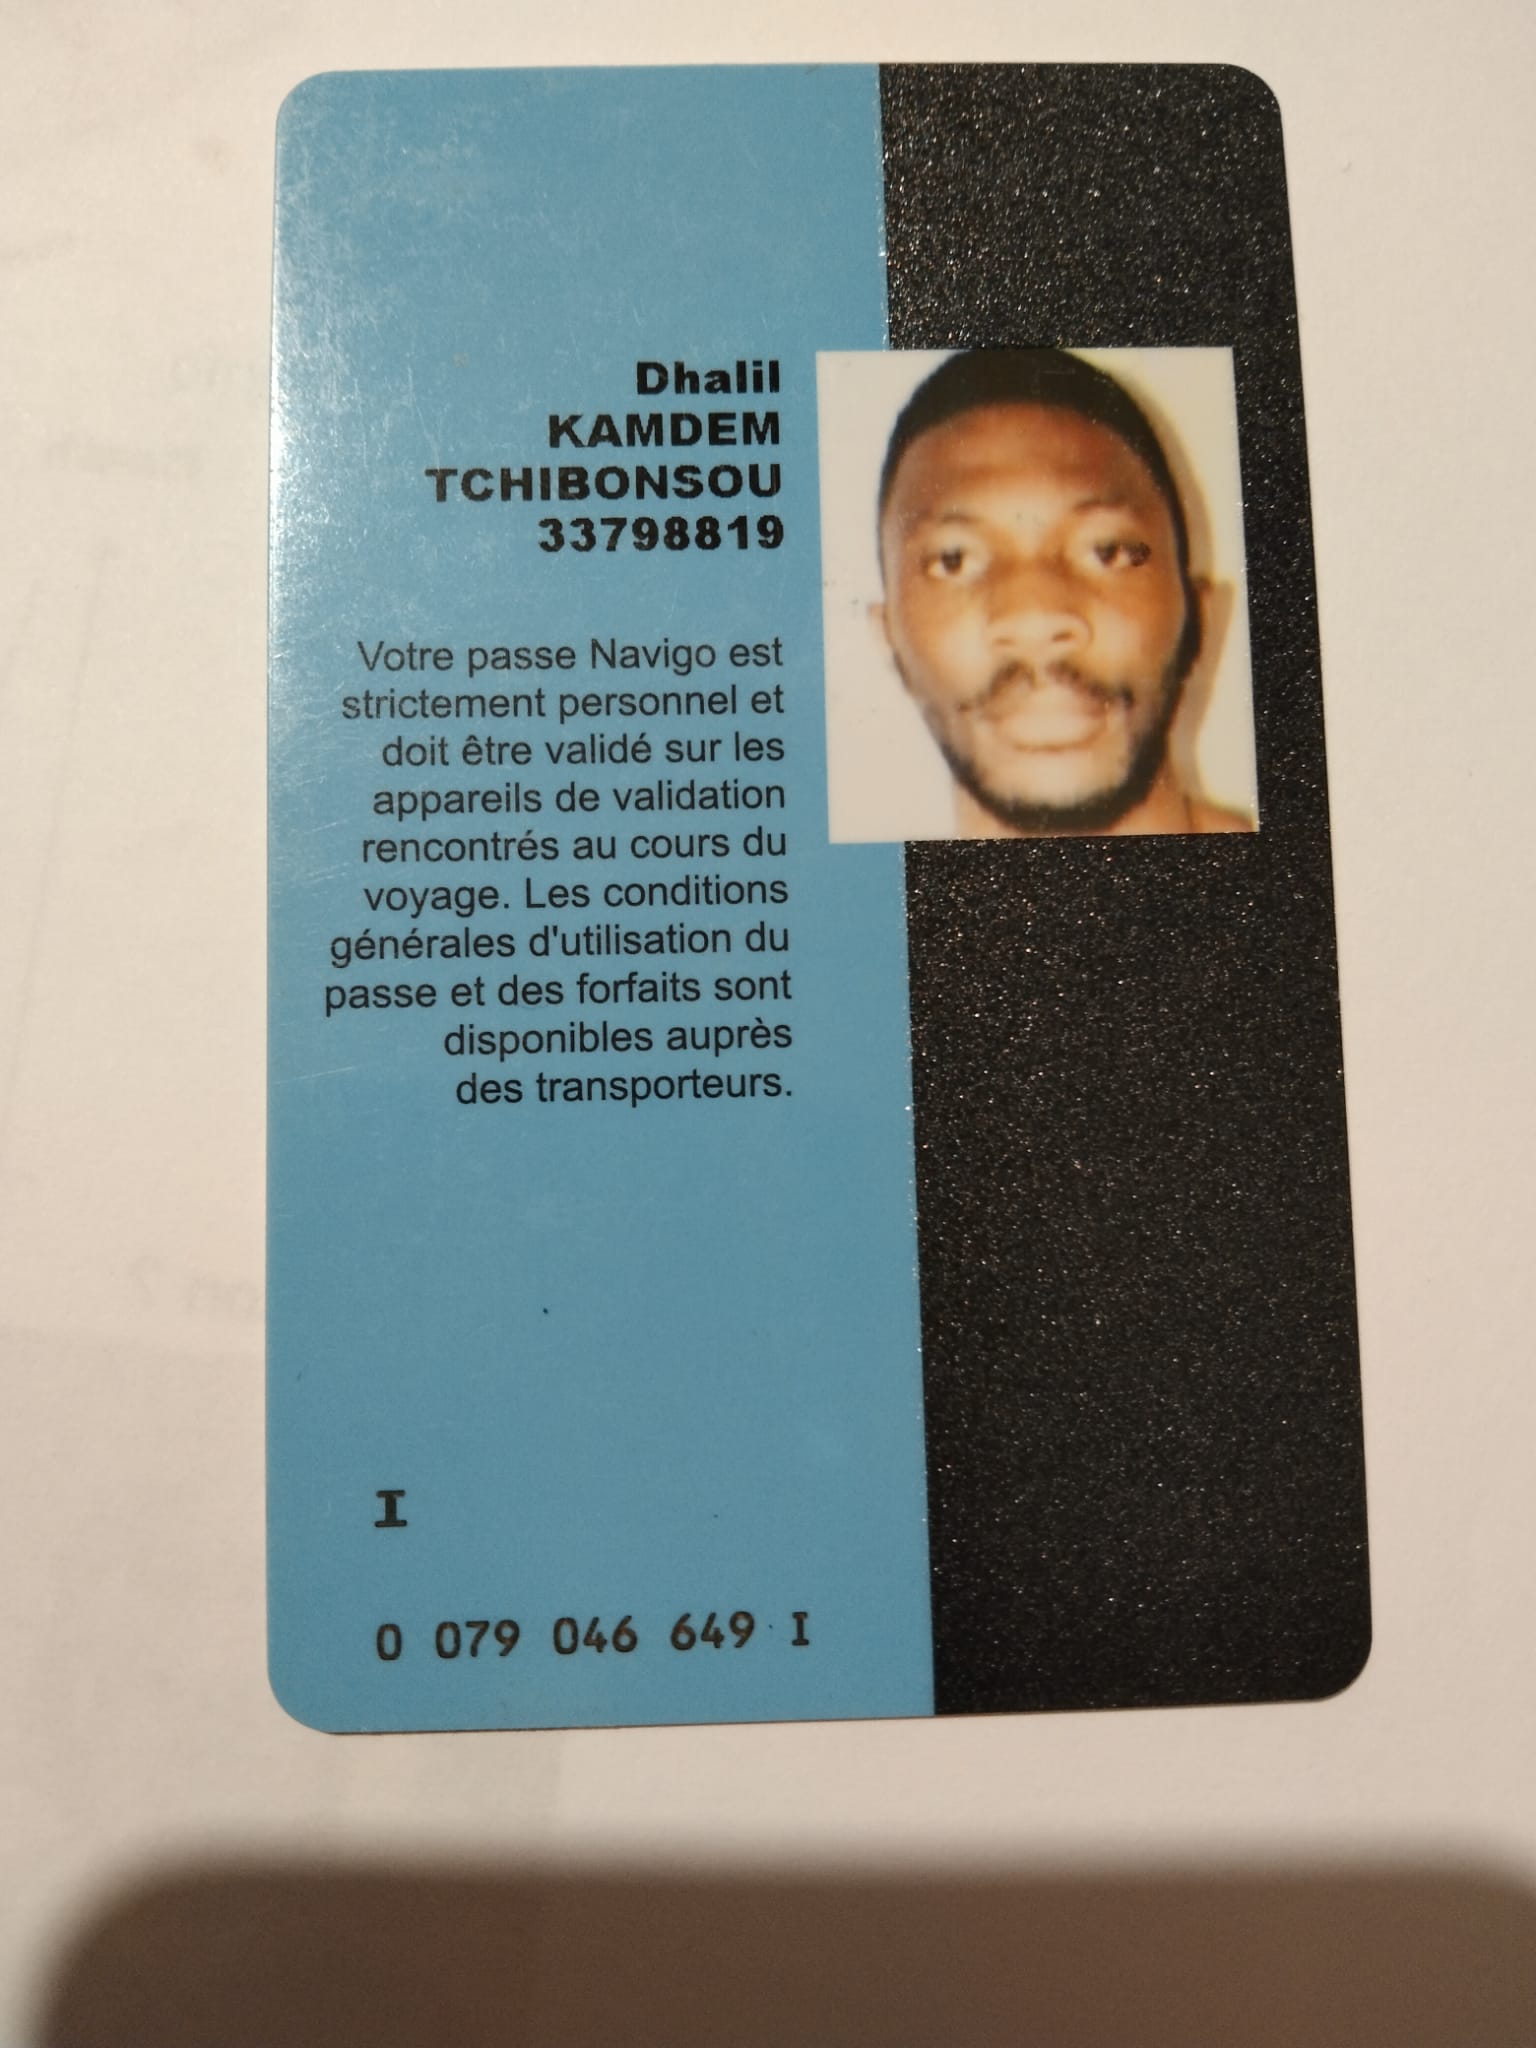 Dhalil
KAMDEM
TCHIBONSOU
33798819
Votre passe Navigo est
strictement personnel et
doit être validé sur les
appareils de validation
rencontrés au cours du
voyage. Les conditions
générales d'utilisation du
passe et des forfaits sont
disponibles auprès
des transporteurs.
I
0 079 046 649 I